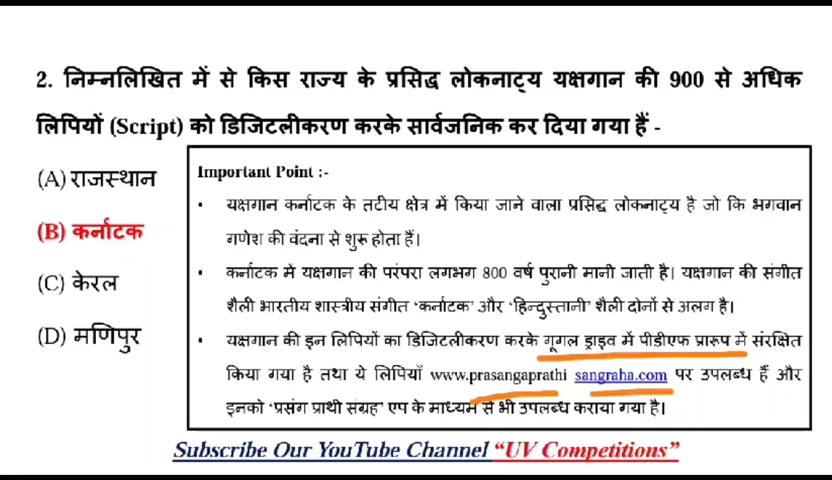 2. निम्नलिखित में से किस राज्य के प्रसिद्ध लोकनाट्य यक्षगान की 900 से अधिक
लिपियों (Script) को डिजिटलीकरण करके सार्वजनिक कर दिया गया हैं -
(A) राजस्थान
(B) कर्नाटक
(C) केरल
(D) मणिपुर
Important Point :-
• यक्षगान कर्नाटक के तटीय क्षेत्र में किया जाने वाला प्रसिद्ध लोकनाट्य है जो कि भगवान
गणेश की वंदना से शुरू होता हैं।
• कर्नाटक में यक्षगान की परंपरा लगभग 800 वर्ष पुरानी मानी जाती है। यक्षगान की संगीत
शैली भारतीय शास्त्रीय संगीत ‘कर्नाटक’ और ‘हिन्दुस्तानी’ शैली दोनों से अलग है।
• यक्षगान की इन लिपियों का डिजिटलीकरण करके गूगल ड्राइव में पीडीएफ प्रारूप में संरक्षित
किया गया है तथा ये लिपियाँ www.prasangaprathi sangraha.com पर उपलब्ध हैं और
इनको ‘प्रसंग प्राथी संग्रह’ एप के माध्यम से भी उपलब्ध कराया गया है।
Subscribe Our YouTube Channel “UV Competitions”